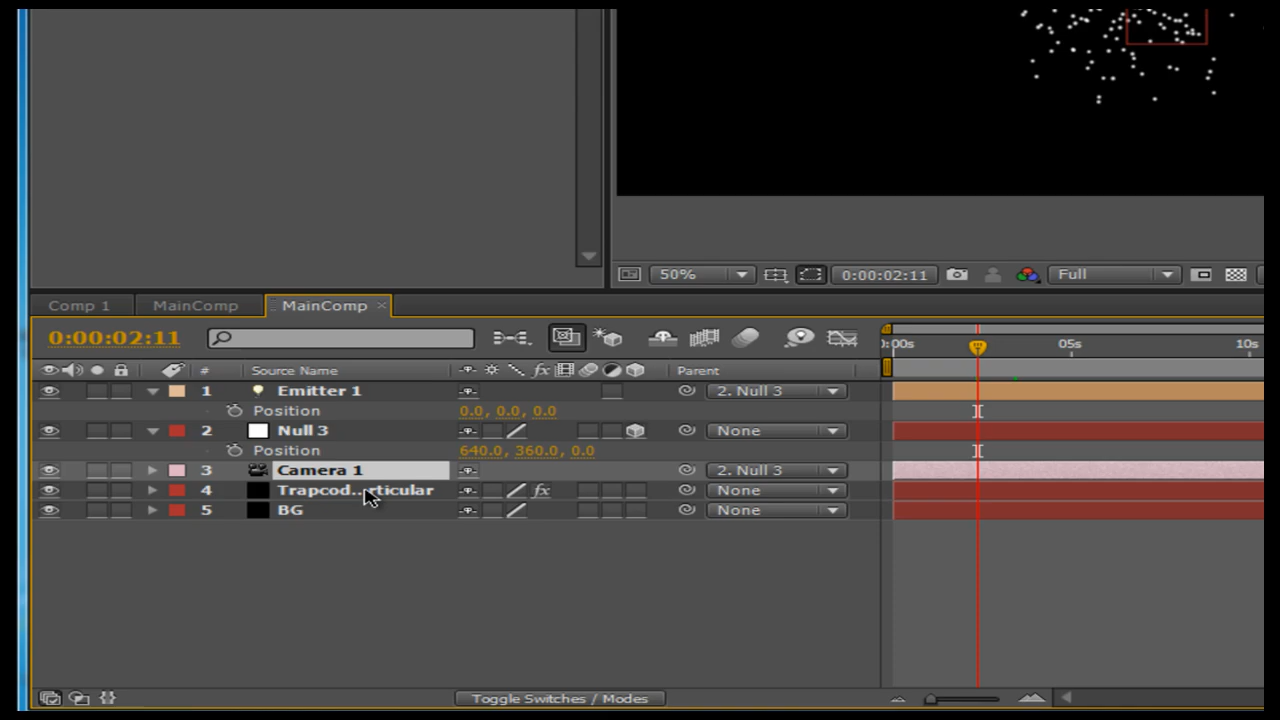 50%
0:00:02:11
Full
Comp 1
MainComp
MainComp ×
0:00:02:11
:00s
05s
10s
#
Source Name
fx
Parent
1
Emitter 1
2. Null 3
Position
0.0, 0.0, 0.0
2
Null 3
None
Position
640.0, 360.0, 0.0
3
Camera 1
2. Null 3
4
Trapcod...rticular
fx
None
5
BG
None
Toggle Switches / Modes